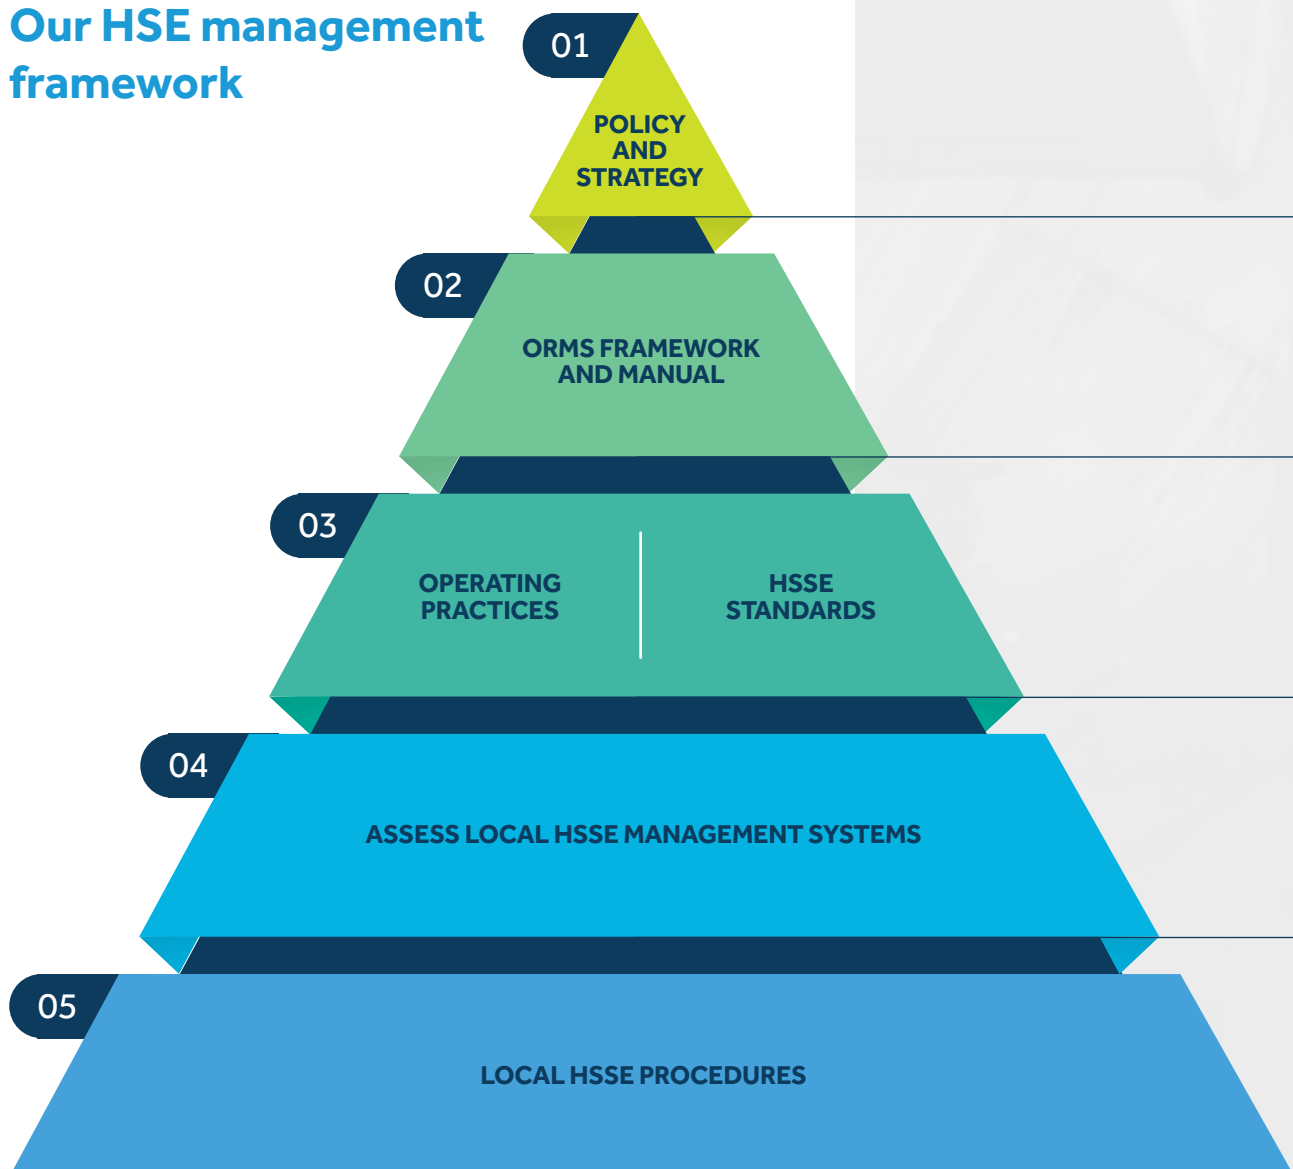 Our HSE management
framework
01
POLICY
AND
STRATEGY
02
ORMS FRAMEWORK
AND MANUAL
03
OPERATING
PRACTICES
HSSE
STANDARDS
04
ASSESS LOCAL HSSE MANAGEMENT SYSTEMS
05
LOCAL HSSE PROCEDURES